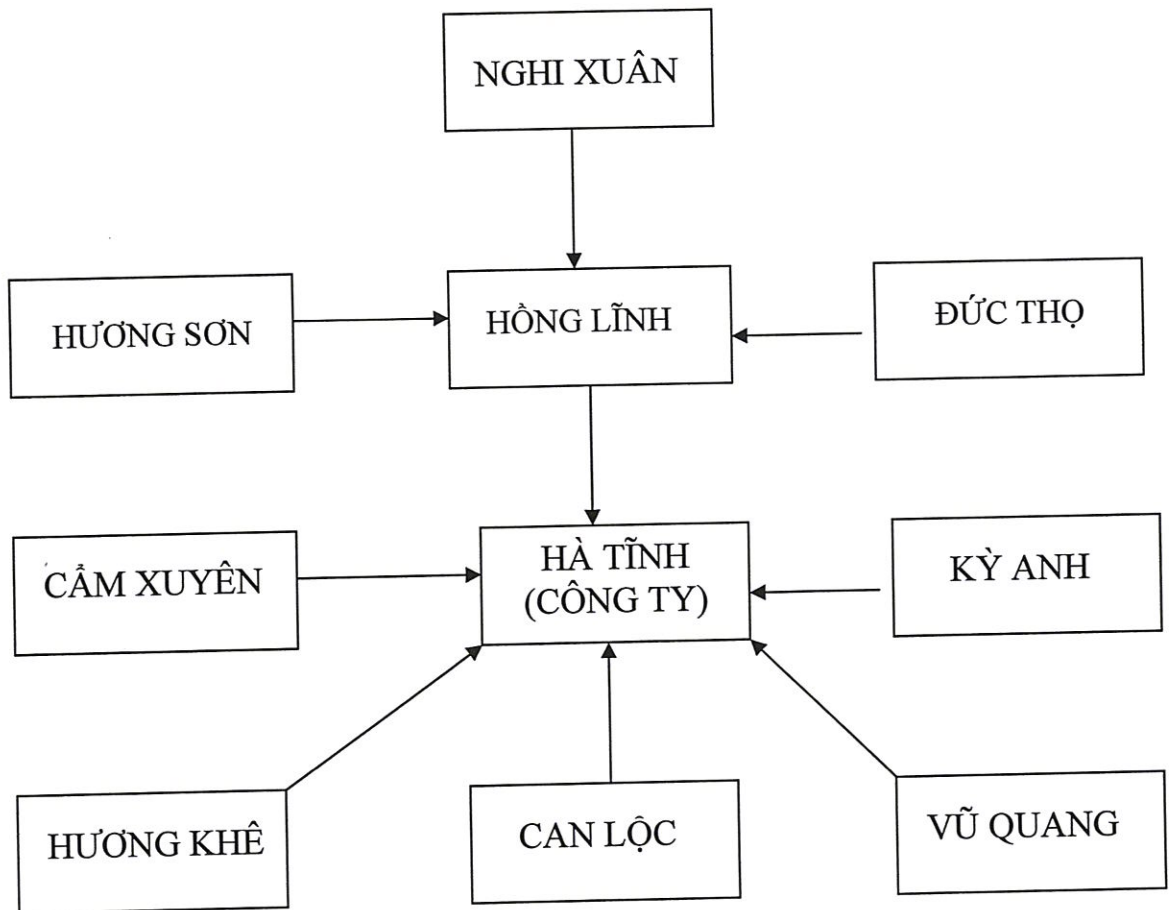 NGHI XUÂN
HƯƠNG SƠN
HỒNG LĨNH
ĐỨC THỌ
CẨM XUYÊN
HÀ TĨNH
(CÔNG TY)
KỲ ANH
HƯƠNG KHÊ
CAN LỘC
VŨ QUANG